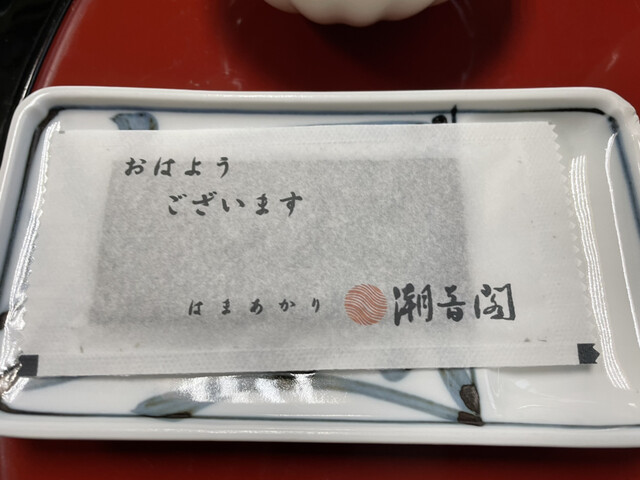 おはよう
ございます
はまあかり 潮音閣